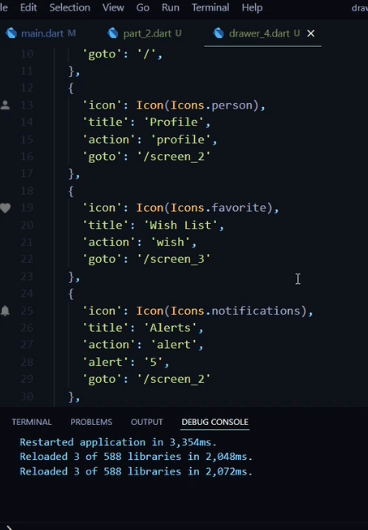 Edit Selection View Go Run Terminal Help
main.dart M part_2.dart U drawer_4.dart U
10 'goto': '/',
11 },
12 {
13 'icon': Icon(Icons.person),
14 'title': 'Profile',
15 'action': 'profile',
16 'goto': '/screen_2'
17 },
18 {
19 'icon': Icon(Icons.favorite),
20 'title': 'Wish List',
21 'action': 'wish',
22 'goto': '/screen_3'
23 },
24 {
25 'icon': Icon(Icons.notifications),
26 'title': 'Alerts',
27 'action': 'alert',
28 'alert': '5',
29 'goto': '/screen_2'
30 },
TERMINAL PROBLEMS OUTPUT DEBUG CONSOLE
Restarted application in 3,354ms.
Reloaded 3 of 588 libraries in 2,048ms.
Reloaded 3 of 588 libraries in 2,072ms.